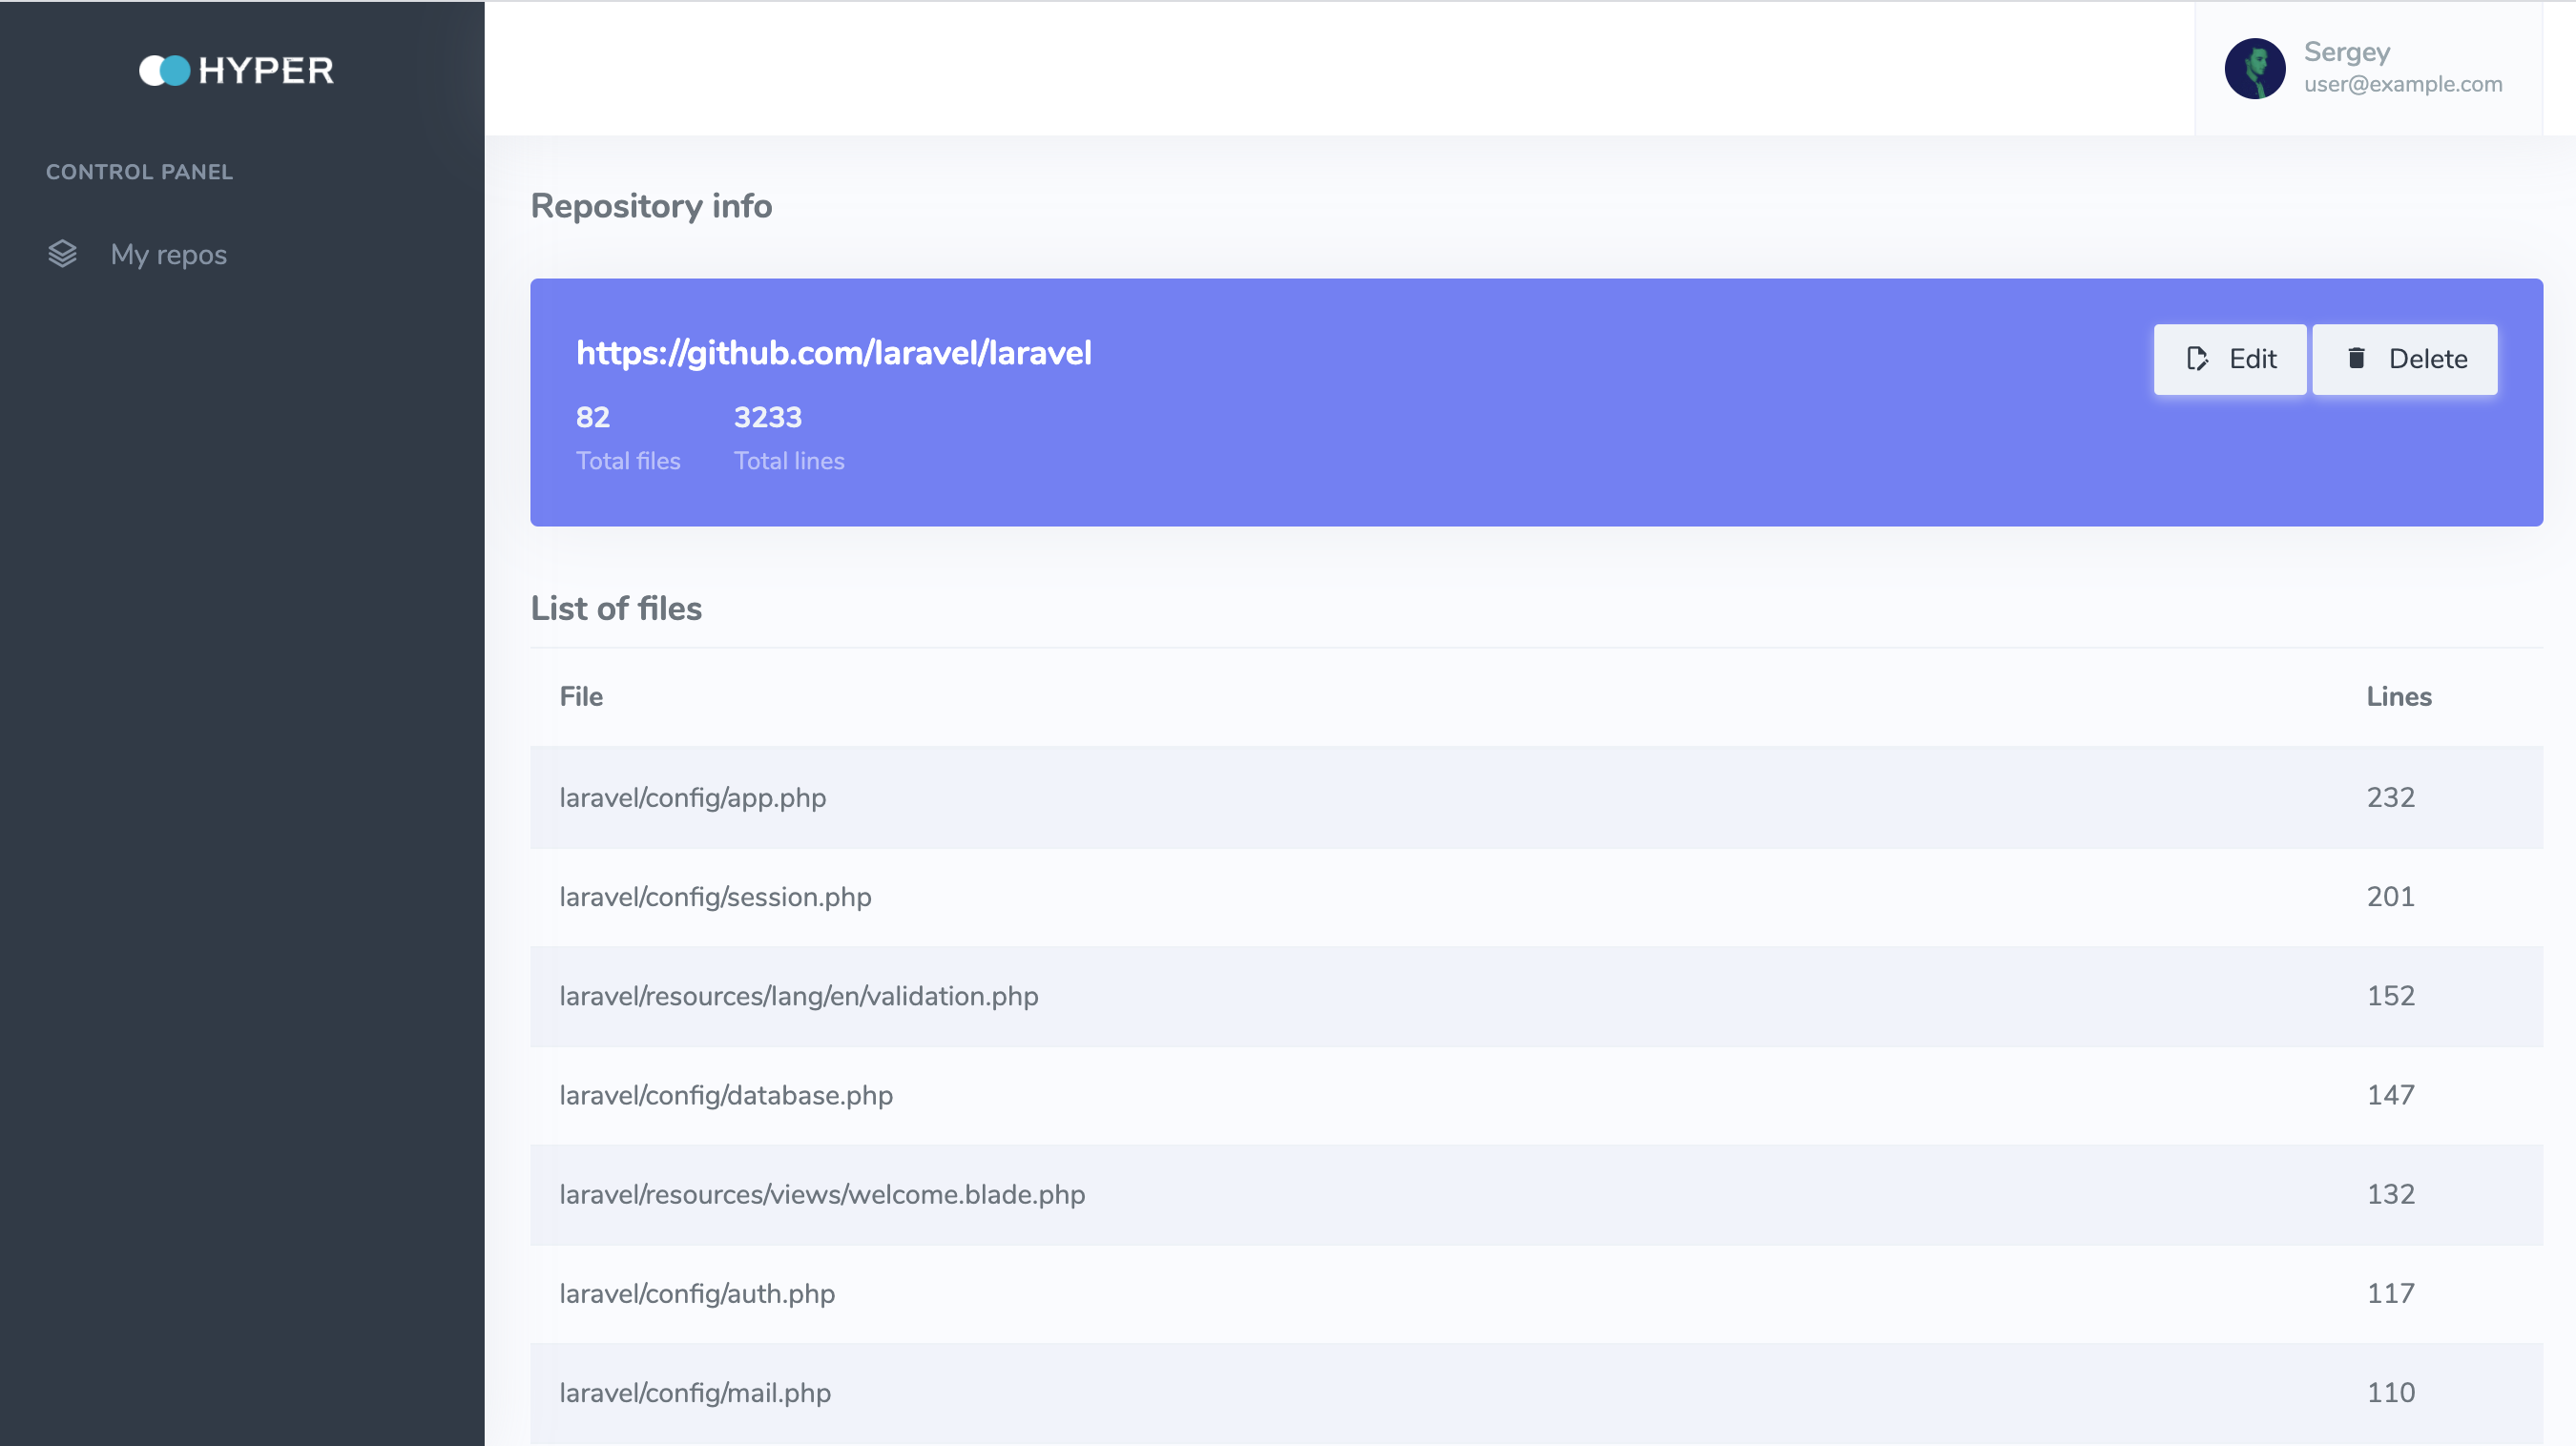 HYPER
Sergey
user@example.com
CONTROL PANEL
My repos
Repository info
https://github.com/laravel/laravel
Edit
Delete
82
3233
Total files
Total lines
List of files
File Lines
laravel/config/app.php 232
laravel/config/session.php 201
laravel/resources/lang/en/validation.php 152
laravel/config/database.php 147
laravel/resources/views/welcome.blade.php 132
laravel/config/auth.php 117
laravel/config/mail.php 110